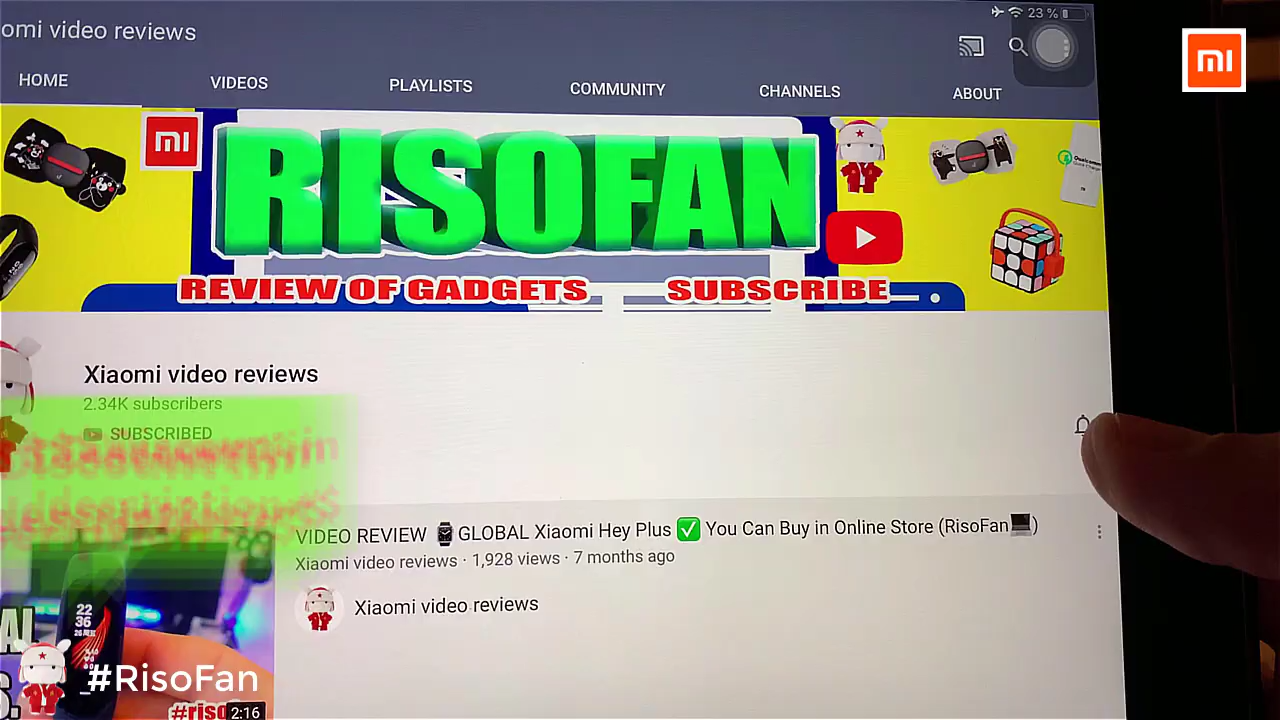 omi video reviews
23 %
HOME
VIDEOS
PLAYLISTS
COMMUNITY
CHANNELS
ABOUT
mi
mi
RISOFAN
REVIEW OF GADGETS
SUBSCRIBE
Xiaomi video reviews
2.34K subscribers
SUBSCRIBED
VIDEO REVIEW ⌚GLOBAL Xiaomi Hey Plus ✅ You Can Buy in Online Store (RisoFan💻)
Xiaomi video reviews · 1,928 views · 7 months ago
Xiaomi video reviews
22
36
#RisoFan
#riso
2:16